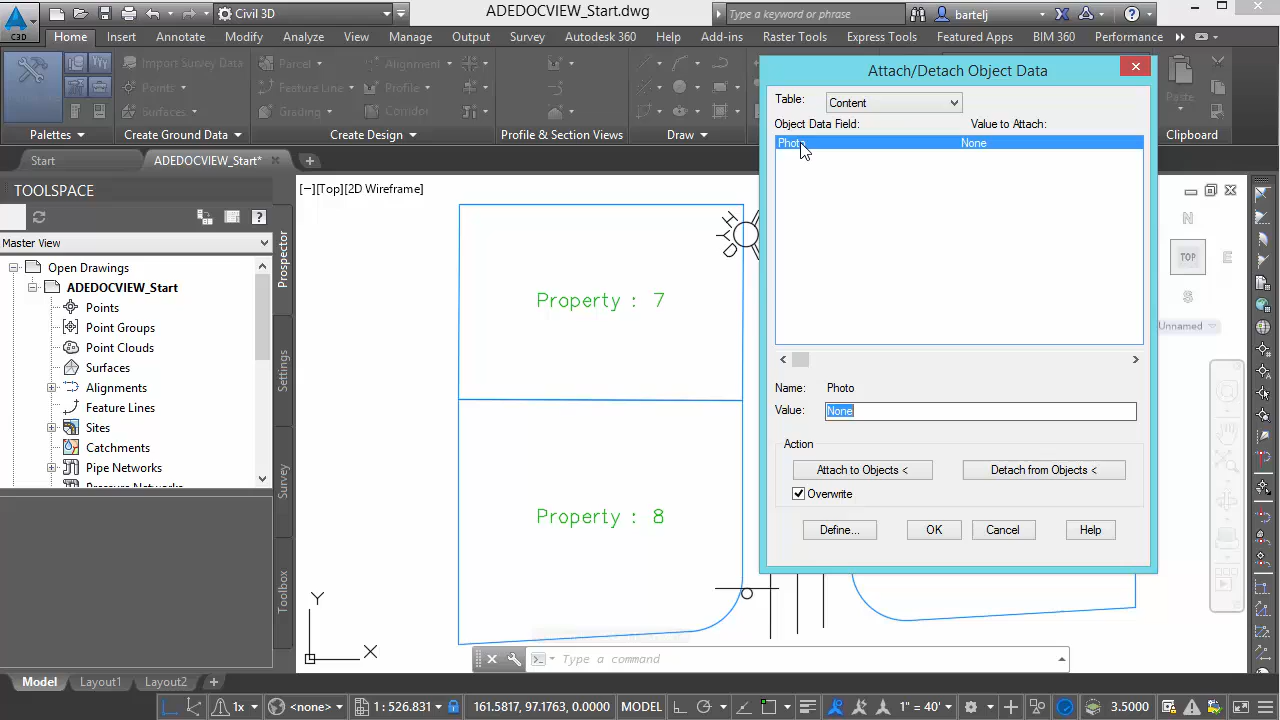 Civil 3D
ADEDOCVIEW_Start.dwg
Type a keyword or phrase
bartelj
C3D
Home
Insert
Annotate
Modify
Analyze
View
Manage
Output
Survey
Autodesk 360
Help
Add-ins
Raster Tools
Express Tools
Featured Apps
BIM 360
Performance
Import Survey Data
Points
Surfaces
Parcel
Feature Line
Grading
Alignment
Profile
Corridor
Paste
Palettes
Create Ground Data
Create Design
Profile & Section Views
Draw
Clipboard
Start
ADEDOCVIEW_Start*
TOOLSPACE
Master View
Open Drawings
ADEDOCVIEW_Start
Points
Point Groups
Point Clouds
Surfaces
Alignments
Feature Lines
Sites
Catchments
Pipe Networks
Prospector
Settings
Survey
Toolbox
[−][Top][2D Wireframe]
Property : 7
Property : 8
HYD
Y
X
Attach/Detach Object Data
Table:
Content
Object Data Field:
Value to Attach:
Photo
None
Name:
Photo
Value:
None
Action
Attach to Objects <
Detach from Objects <
Overwrite
Define...
OK
Cancel
Help
N
TOP
E
S
Unnamed
Type a command
Model
Layout1
Layout2
1x
<none>
1 : 526.831
161.5817, 97.1763, 0.0000
MODEL
1" = 40'
3.5000